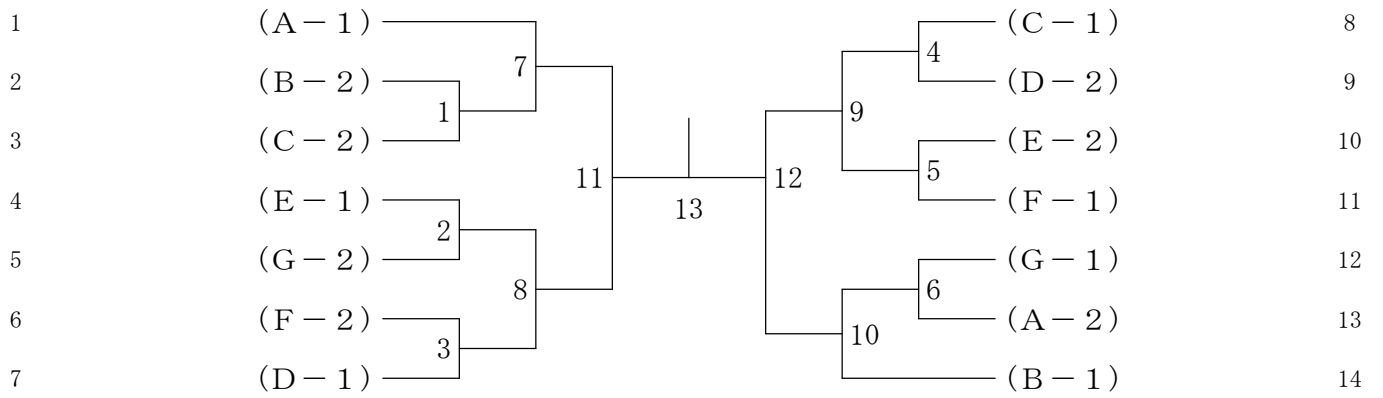 1 (A-1) (C-1) 8
7 4
2 (B-2) (D-2) 9
1 9
3 (C-2) (E-2) 10
11 12 5
4 (E-1) 13 (F-1) 11
2
5 (G-2) (G-1) 12
8 6
6 (F-2) (A-2) 13
3 10
7 (D-1) (B-1) 14